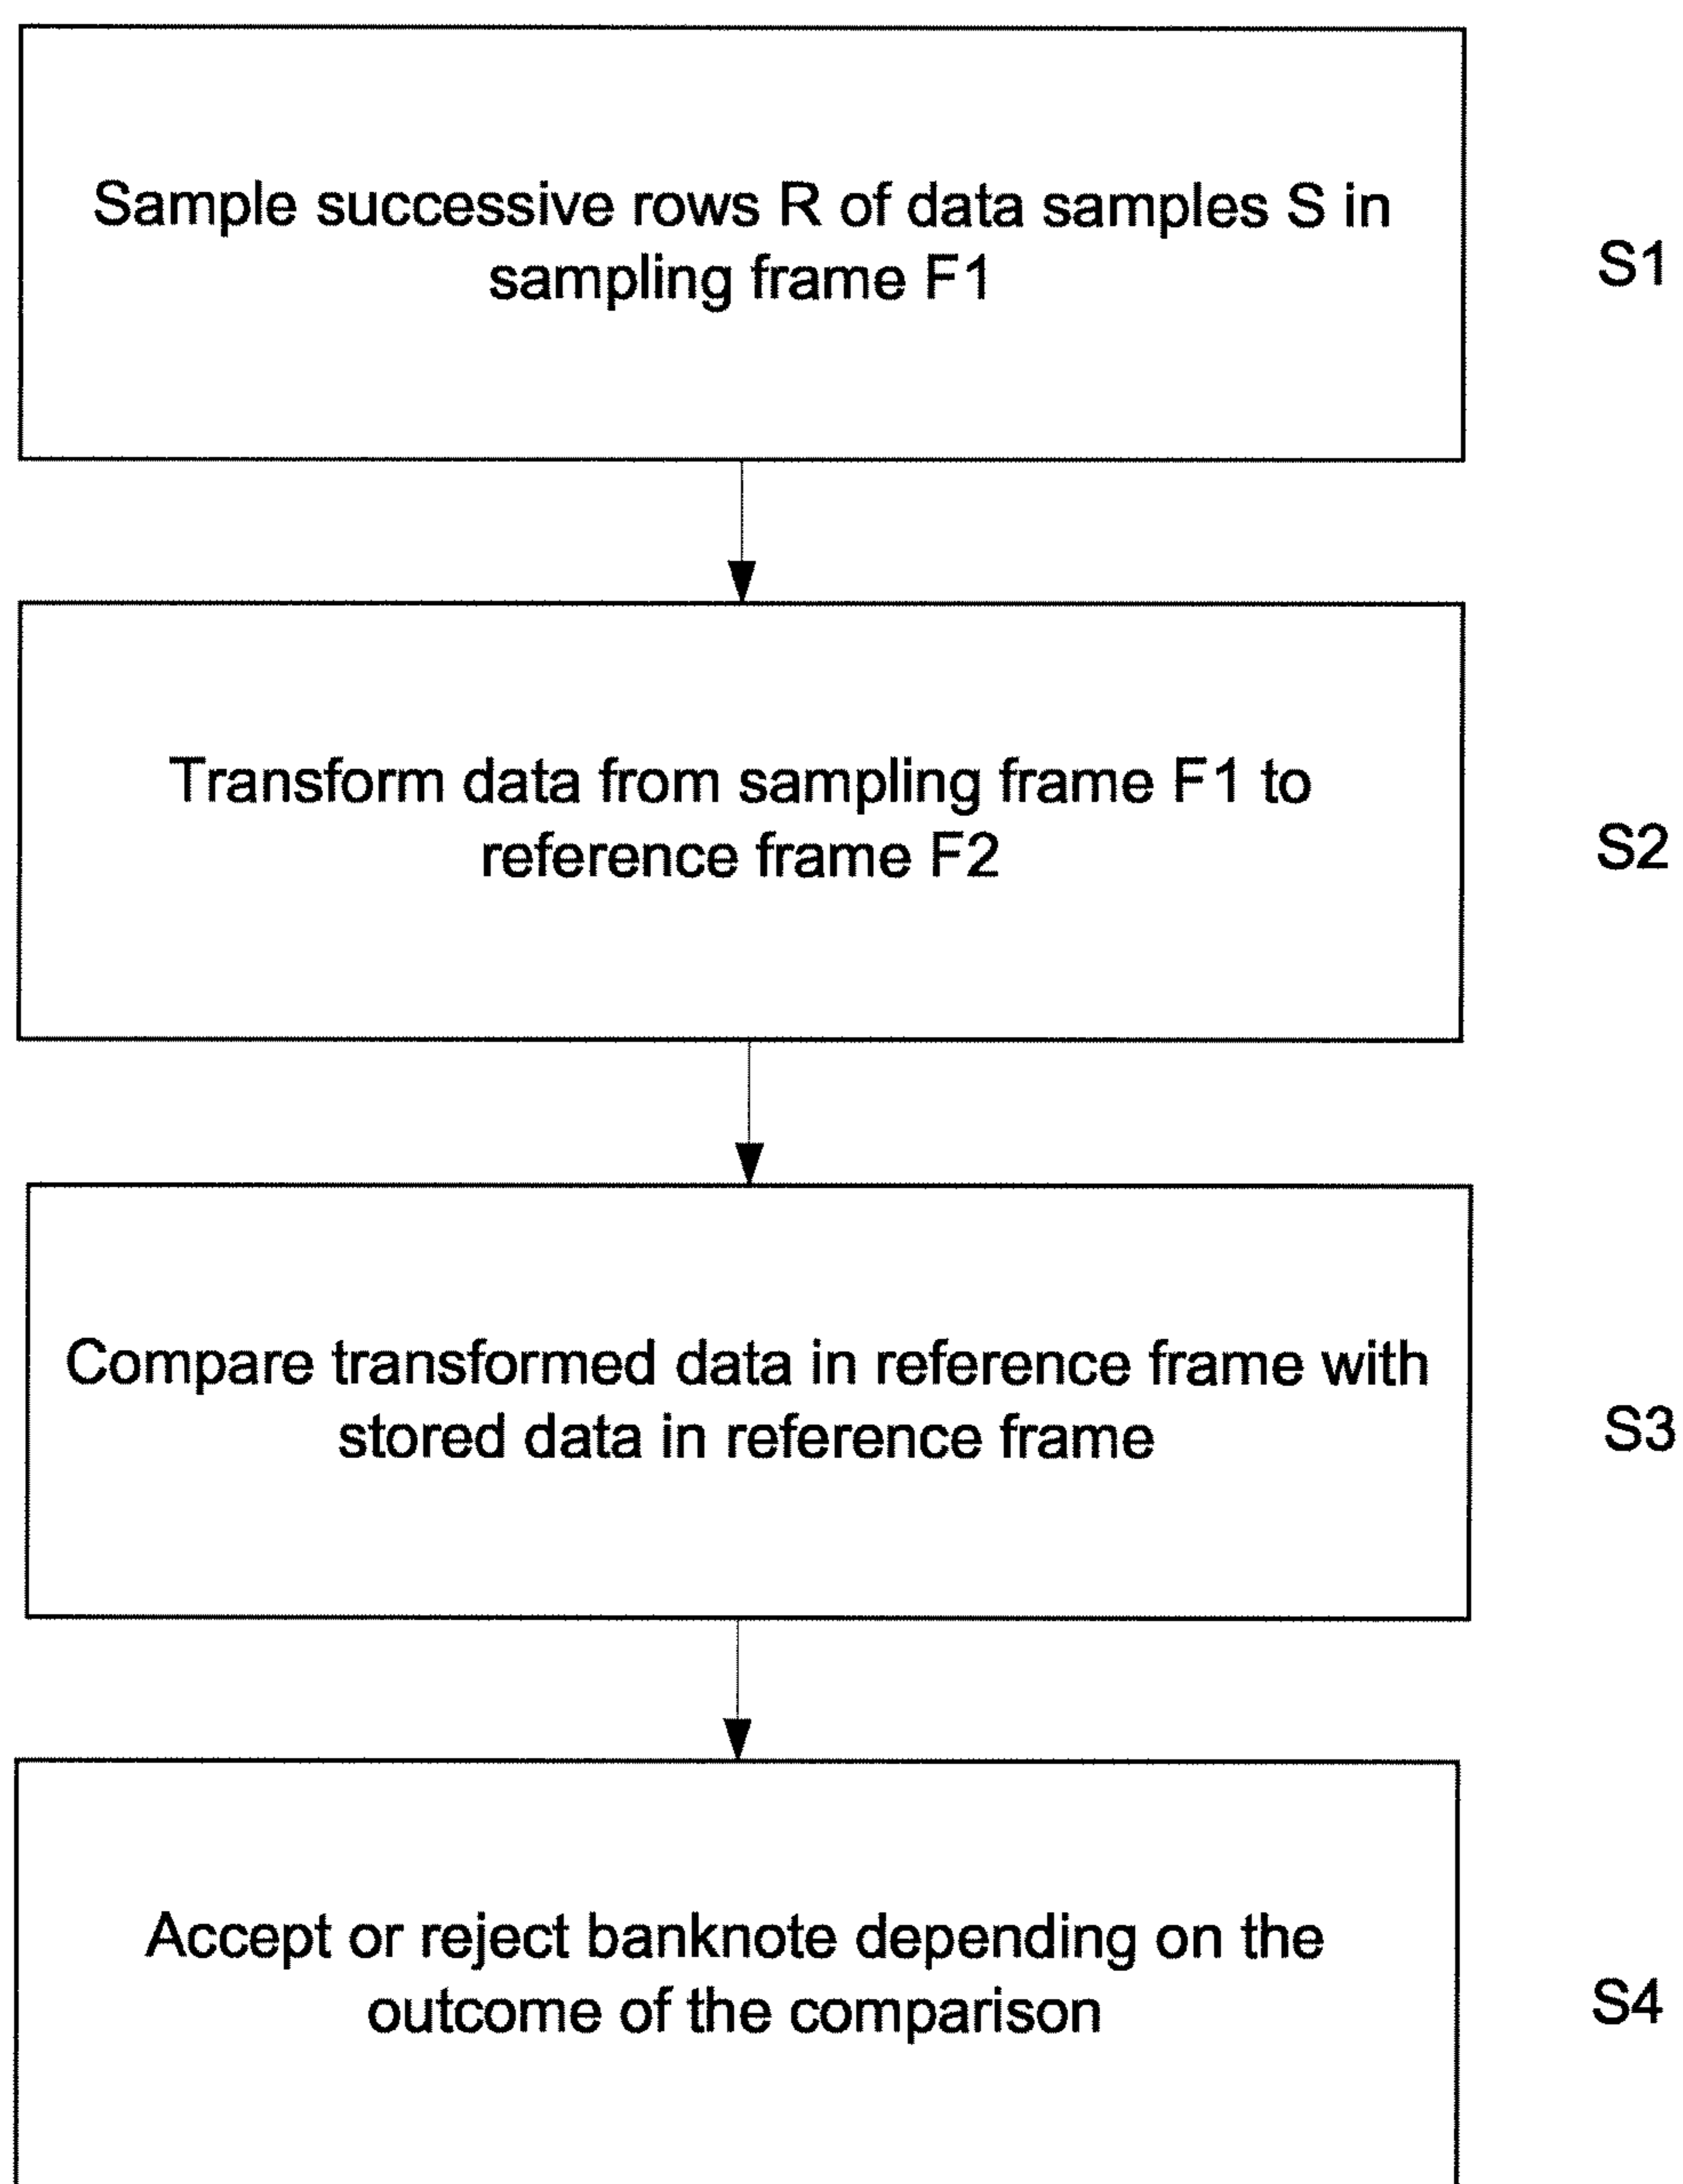 Sample successive rows R of data samples S in
sampling frame F1
S1
Transform data from sampling frame F1 to
reference frame F2
S2
Compare transformed data in reference frame with
stored data in reference frame
S3
Accept or reject banknote depending on the
outcome of the comparison
S4